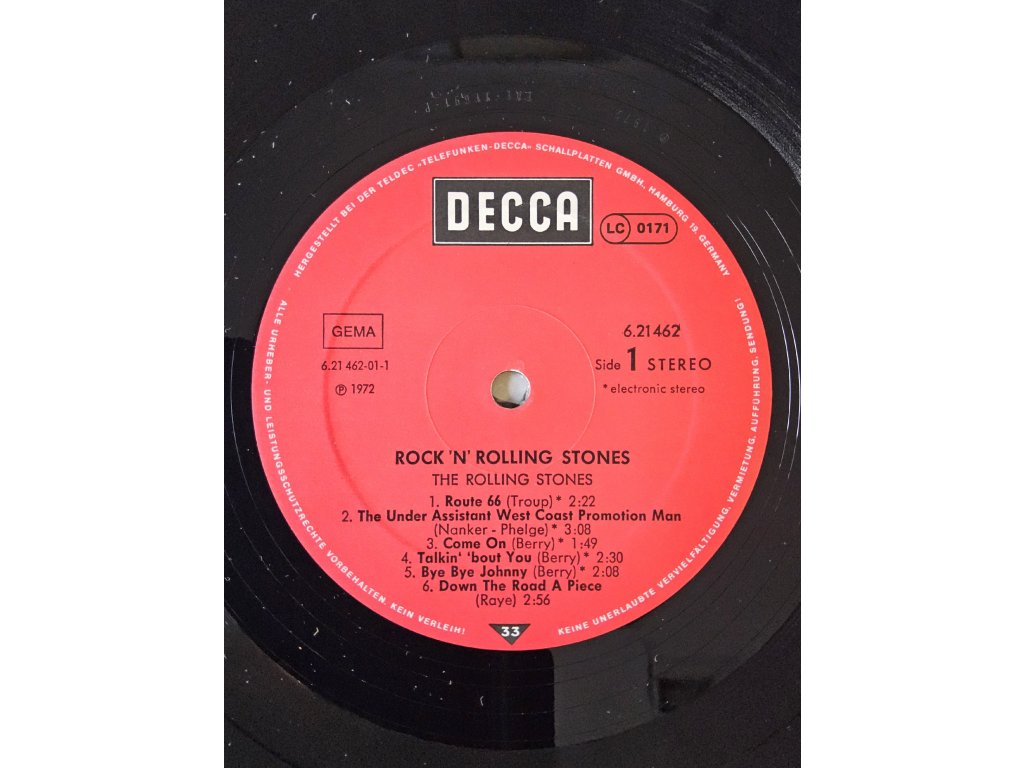 HERGESTELLT BEI DER TELDEC »TELEFUNKEN-DECCA« SCHALLPLATTEN GMBH., HAMBURG 19, GERMANY
DECCA
LC 0171
GEMA
6.21462
6.21 462-01-1
Side 1 STEREO
℗ 1972
*electronic stereo
ROCK 'N' ROLLING STONES
THE ROLLING STONES
1. Route 66 (Troup)* 2:22
2. The Under Assistant West Coast Promotion Man
(Nanker - Phelge)* 3:08
3. Come On (Berry)* 1:49
4. Talkin' 'bout You (Berry)* 2:30
5. Bye Bye Johnny (Berry)* 2:08
6. Down The Road A Piece
(Raye) 2:56
33
ALLE URHEBER- UND LEISTUNGSSCHUTZRECHTE VORBEHALTEN. KEIN VERLEIH!
KEINE UNERLAUBTE VERVIELFÄLTIGUNG, VERMIETUNG, AUFFÜHRUNG, SENDUNG!